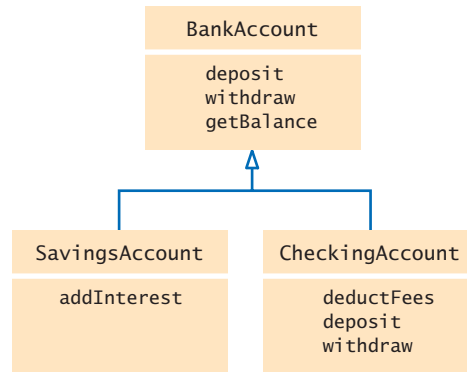 BankAccount
deposit
withdraw
getBalance
SavingsAccount
addInterest
CheckingAccount
deductFees
deposit
withdraw